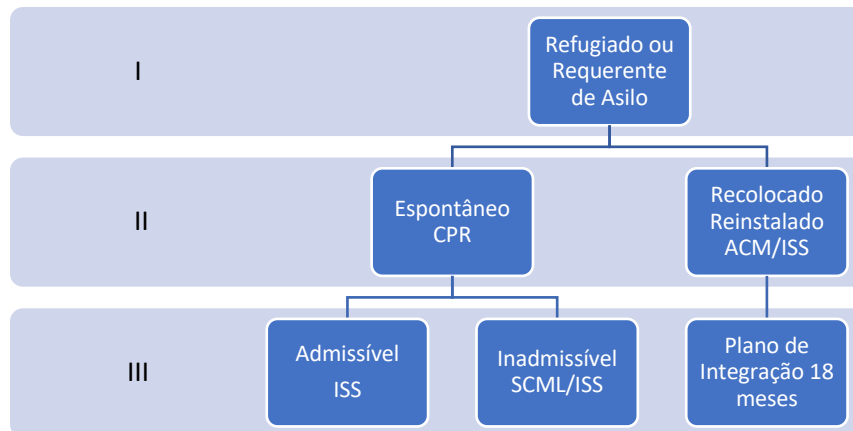 I
Refugiado ou
Requerente
de Asilo
II
Espontâneo
CPR
Recolocado
Reinstalado
ACM/ISS
III
Admissível
ISS
Inadmissível
SCML/ISS
Plano de
Integração 18
meses